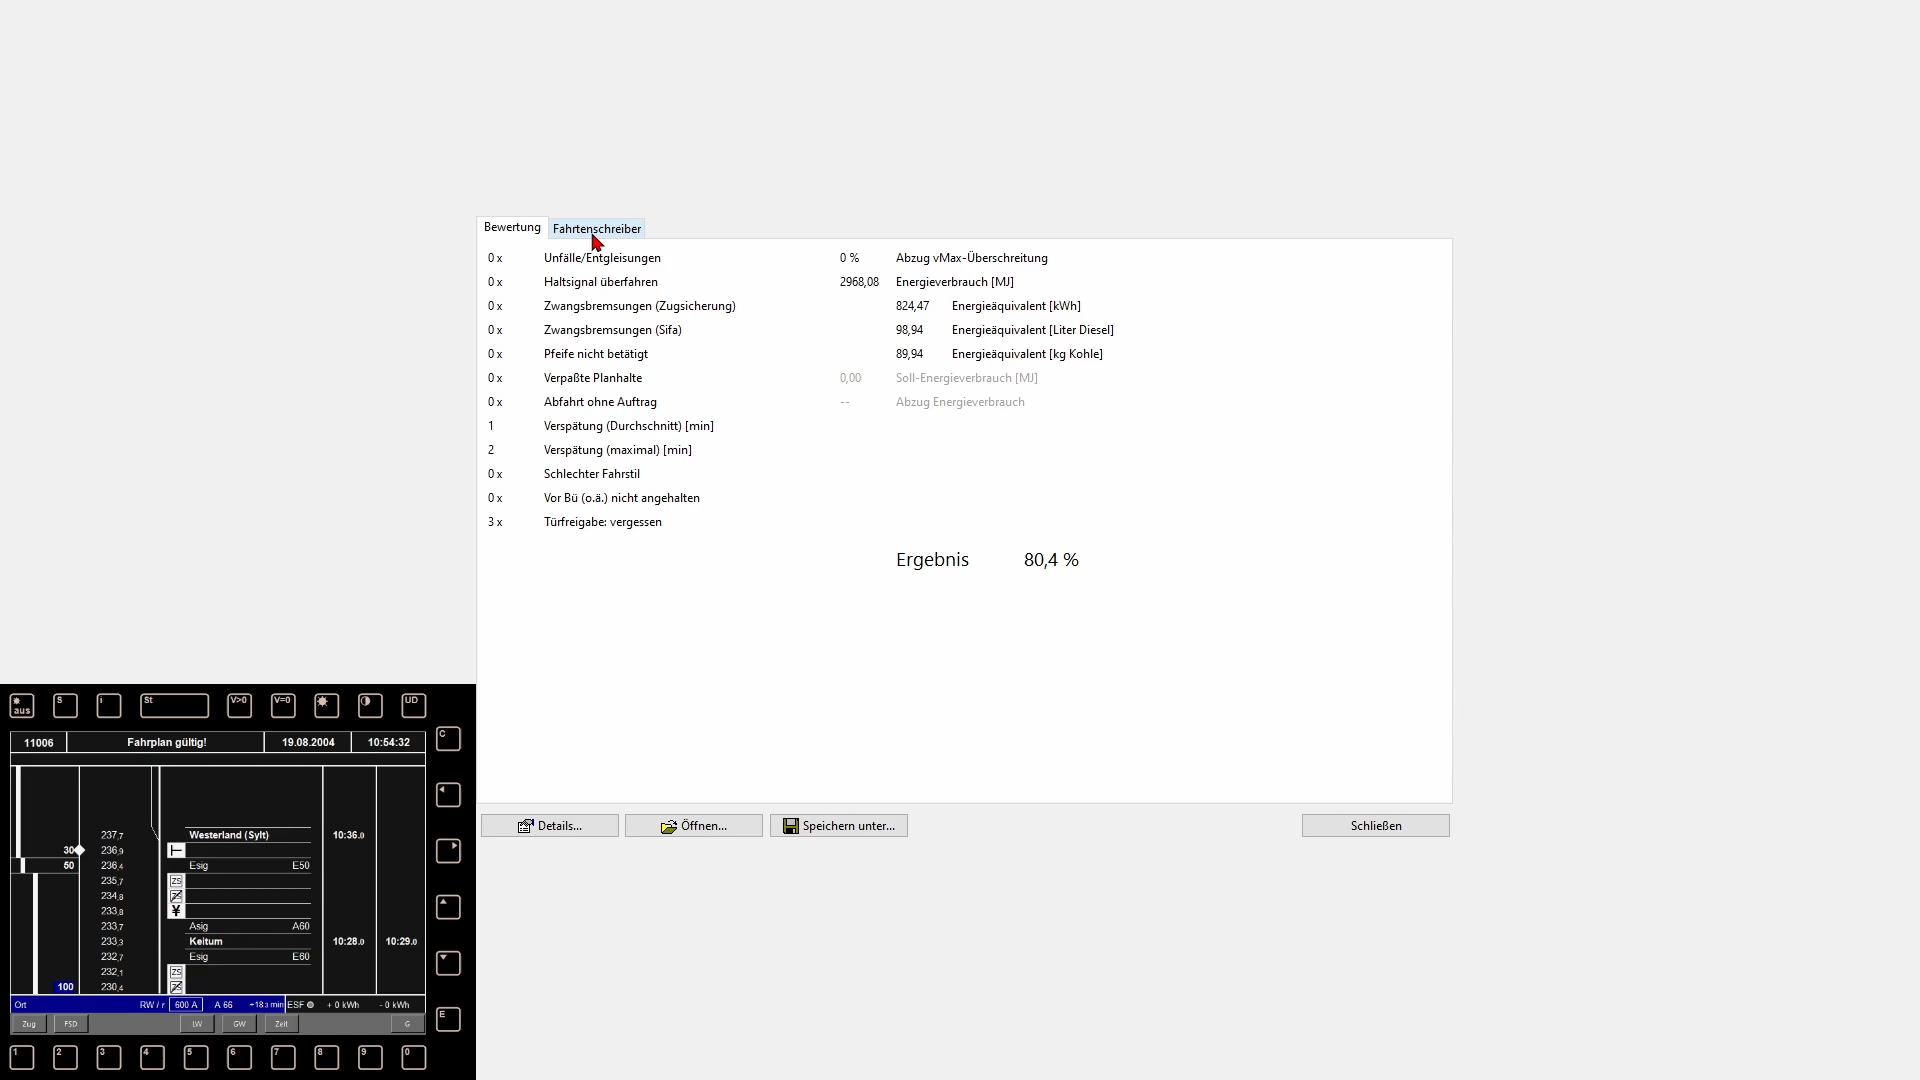 Bewertung Fahrtenschreiber
0 x Unfälle/Entgleisungen 0 % Abzug vMax-Überschreitung
0 x Haltsignal überfahren 2968,08 Energieverbrauch [MJ]
0 x Zwangsbremsungen (Zugsicherung) 824,47 Energieäquivalent [kWh]
0 x Zwangsbremsungen (Sifa) 98,94 Energieäquivalent [Liter Diesel]
0 x Pfeife nicht betätigt 89,94 Energieäquivalent [kg Kohle]
0 x Verpaßte Planhalte 0,00 Soll-Energieverbrauch [MJ]
0 x Abfahrt ohne Auftrag -- Abzug Energieverbrauch
1 Verspätung (Durchschnitt) [min]
2 Verspätung (maximal) [min]
0 x Schlechter Fahrstil
0 x Vor Bü (o.ä.) nicht angehalten
3 x Türfreigabe: vergessen
Ergebnis 80,4 %
Details... Öffnen... Speichern unter... Schließen
aus S i St V>0 V=0 UD
C
11006 Fahrplan gültig! 19.08.2004 10:54:32
237,7 Westerland (Sylt) 10:36.0
30 236,9
50 236,4 Esig E50
235,7 ZS
234,8 ZS
233,8 ¥
233,7 Asig A60
233,3 Keitum 10:28.0 10:29.0
232,7 Esig E60
232,1 ZS
100 230,4 ZS
Ort RW / r 600 A A 66 +18.3 min ESF + 0 kWh - 0 kWh
E
Zug FSD LW GW Zeit G
1 2 3 4 5 6 7 8 9 0